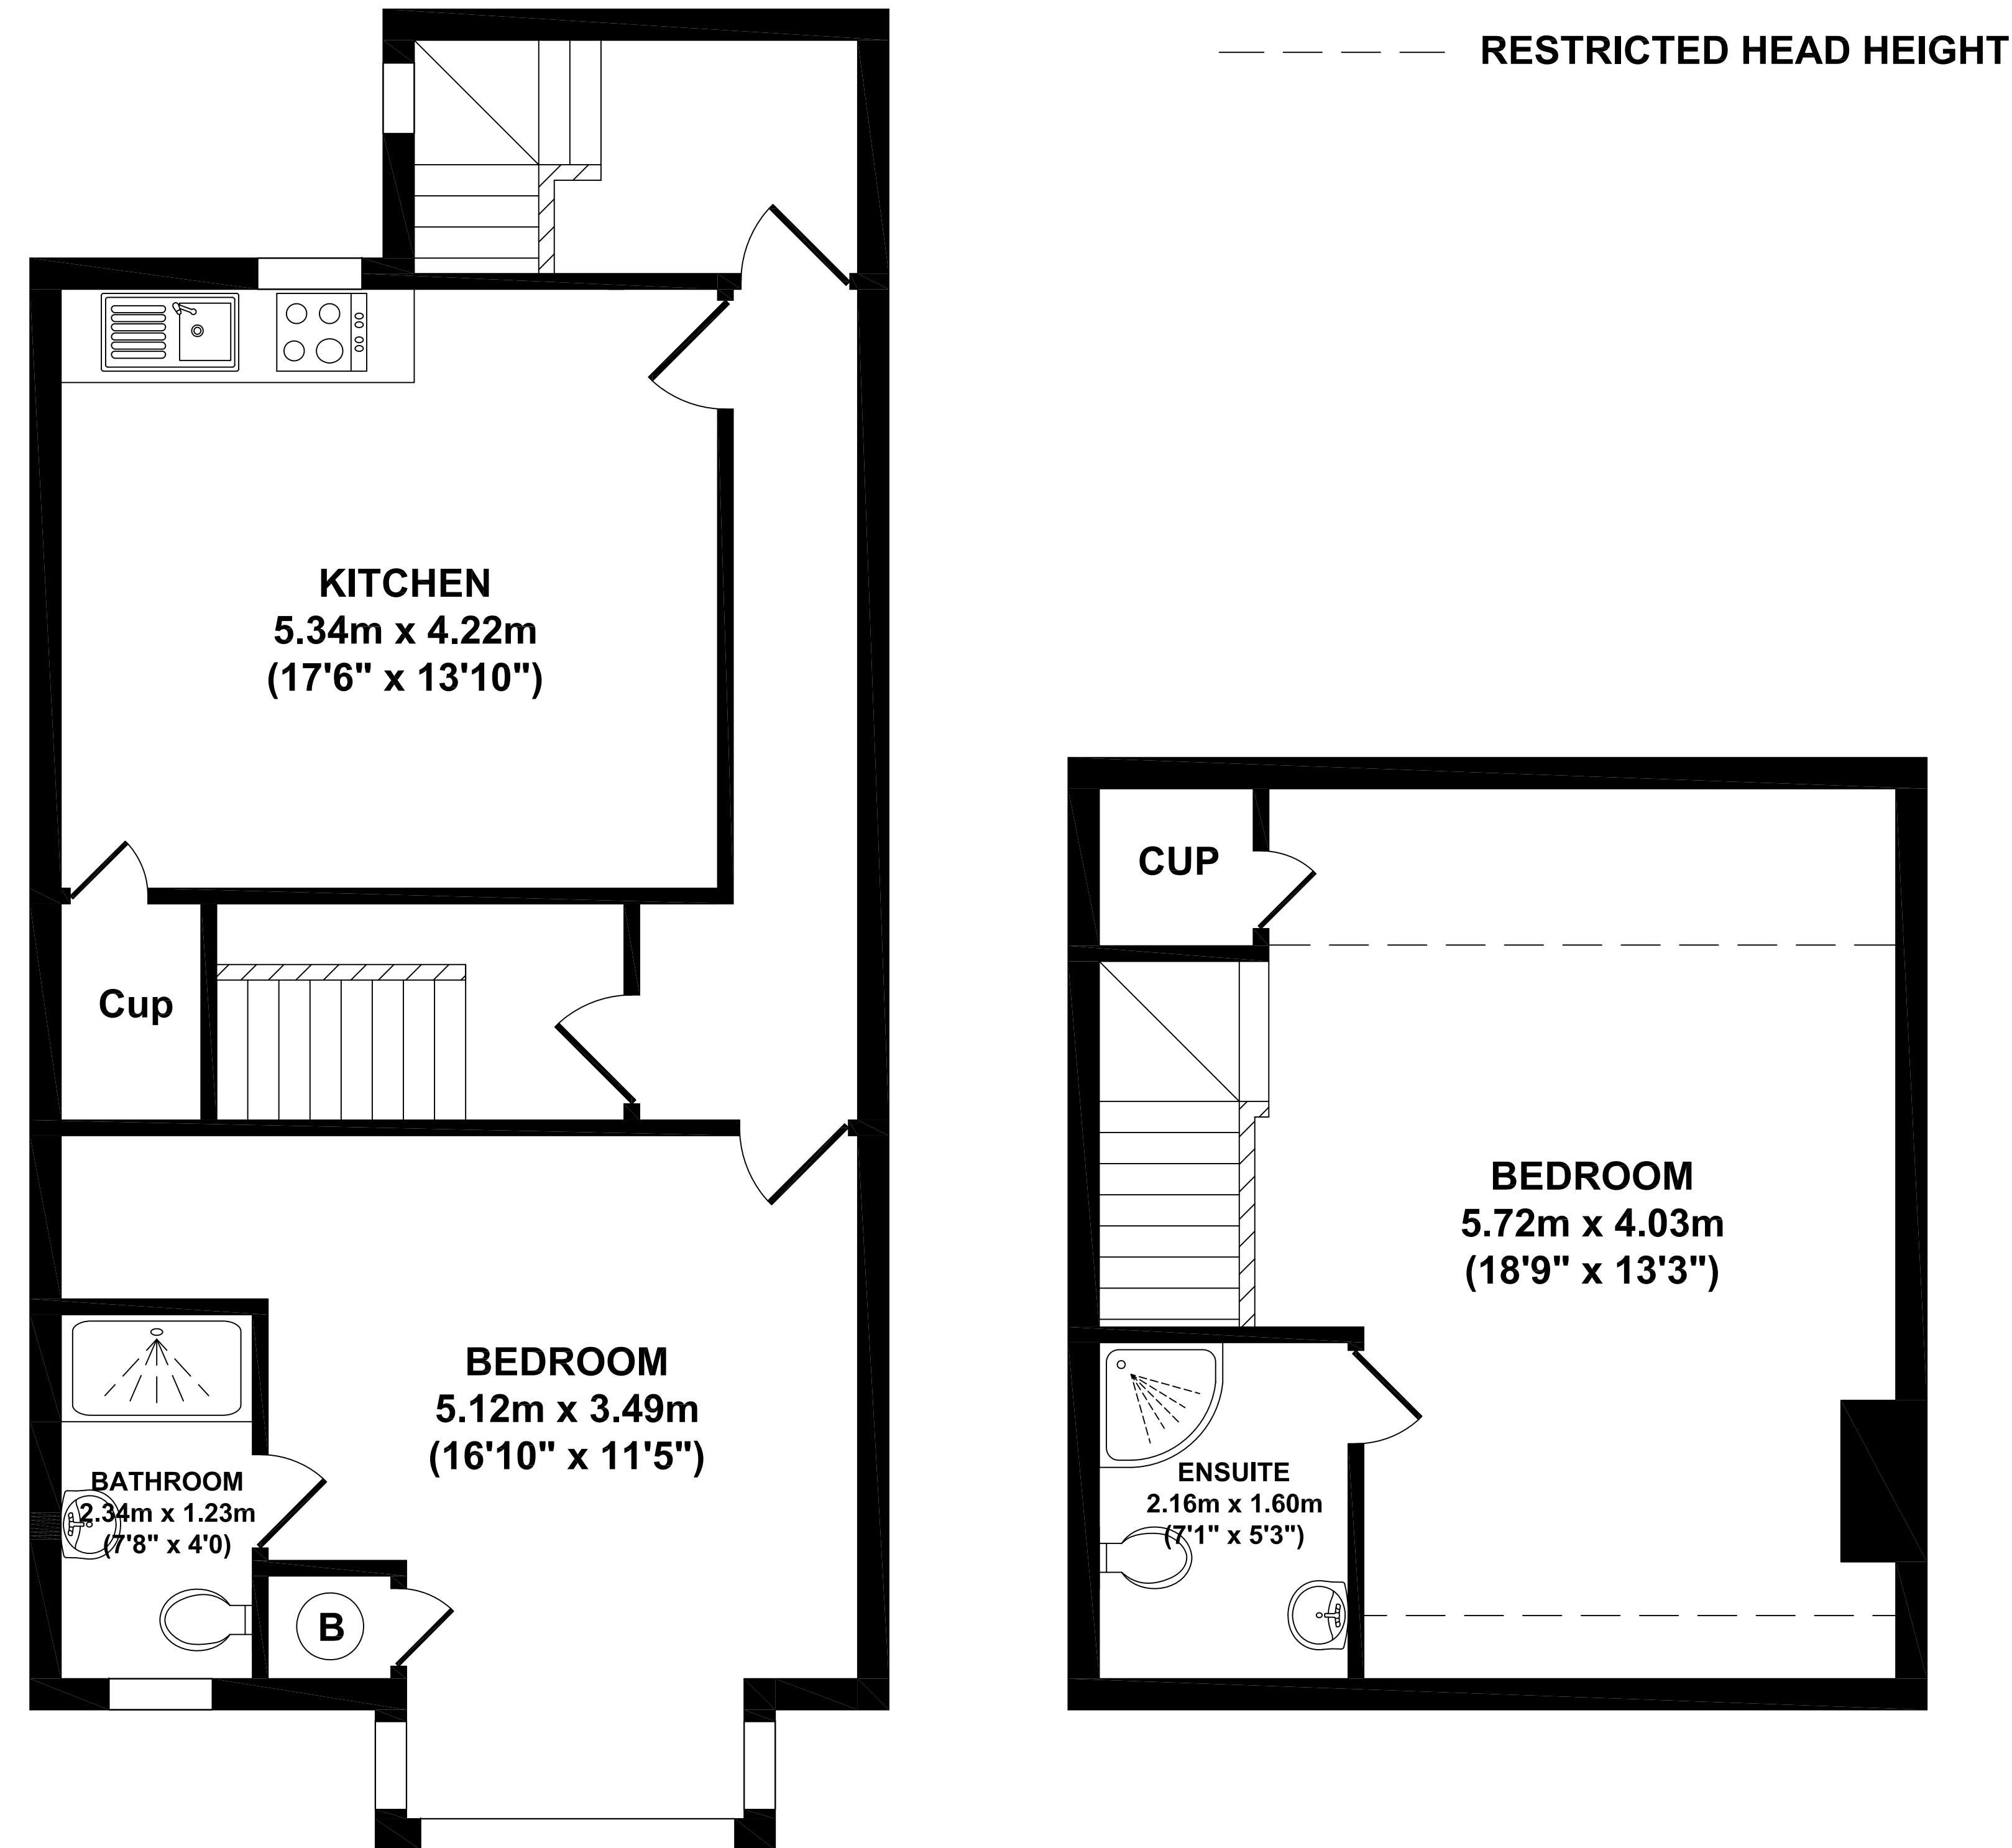 RESTRICTED HEAD HEIGHT
KITCHEN
5.34m x 4.22m
(17'6" x 13'10")
Cup
BEDROOM
5.12m x 3.49m
(16'10" x 11'5")
BATHROOM
2.34m x 1.23m
(7'8" x 4'0)
B
CUP
BEDROOM
5.72m x 4.03m
(18'9" x 13'3")
ENSUITE
2.16m x 1.60m
(7'1" x 5'3")